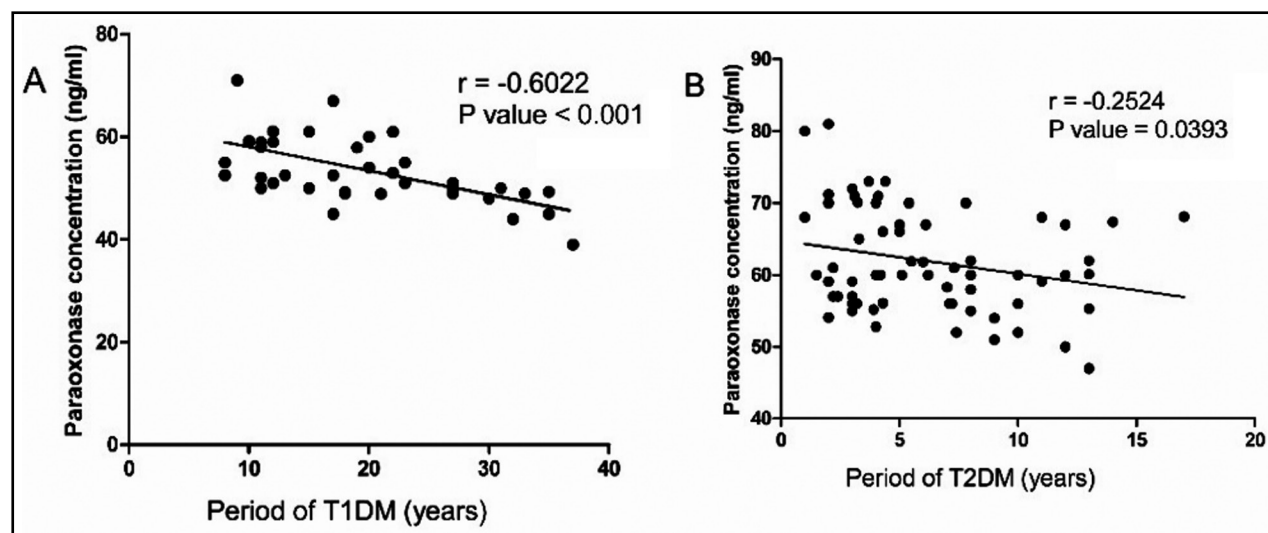 A
Paraoxonase concentration (ng/ml)
80
60
40
20
0
r = -0.6022
P value < 0.001
0 10 20 30 40
Period of T1DM (years)
B
Paraoxonase concentration (ng/ml)
90
80
70
60
50
40
r = -0.2524
P value = 0.0393
0 5 10 15 20
Period of T2DM (years)